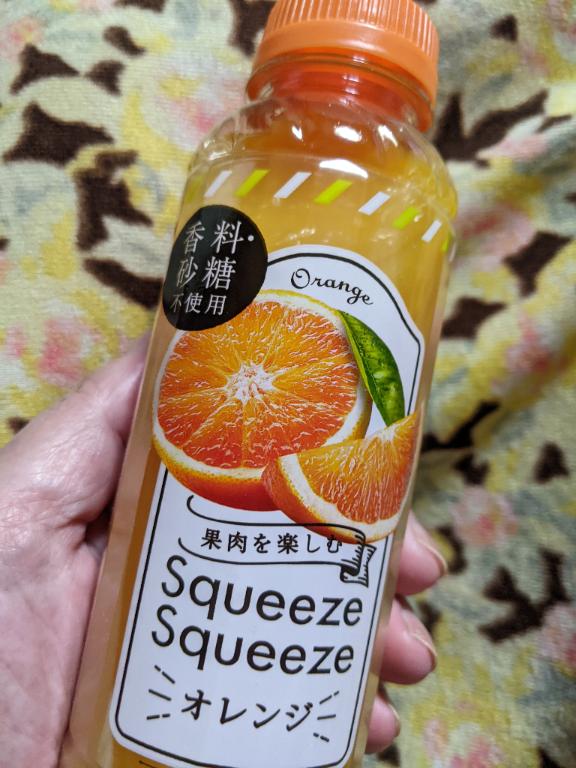 香料・
砂糖
不使用
Orange
果肉を楽しむ
Squeeze
Squeeze
オレンジ